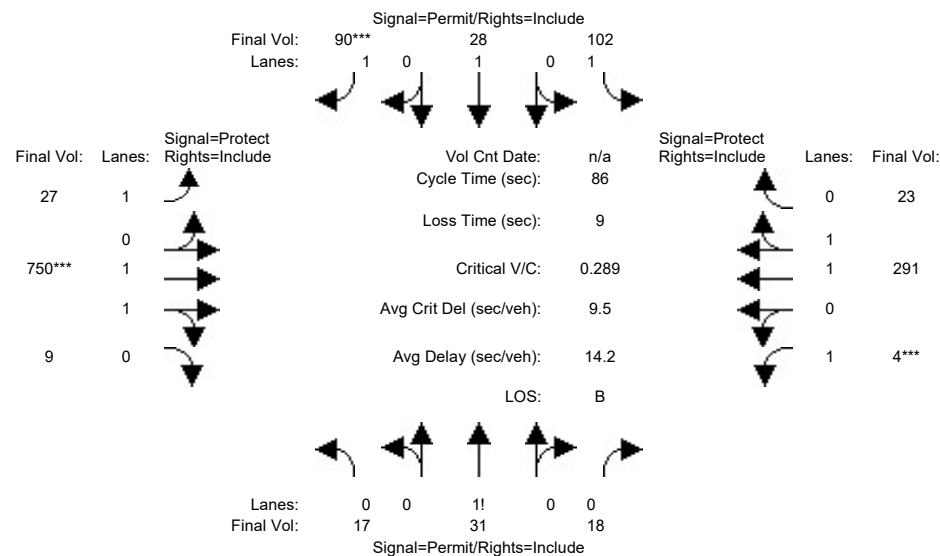 Signal=Permit/Rights=Include
Final Vol: 90*** 28 102
Lanes: 1 0 1 0 1
Signal=Protect Signal=Protect
Final Vol: Lanes: Rights=Include Vol Cnt Date: n/a Rights=Include Lanes: Final Vol:
Cycle Time (sec): 86
27 1 0 23
Loss Time (sec): 9
0 1
750*** 1 Critical V/C: 0.289 1 291
1 Avg Crit Del (sec/veh): 9.5 0
9 0 Avg Delay (sec/veh): 14.2 1 4***
LOS: B
Lanes: 0 0 1! 0 0
Final Vol: 17 31 18
Signal=Permit/Rights=Include